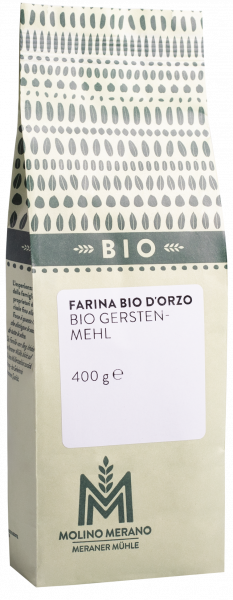 BIO
FARINA BIO D'ORZO
BIO GERSTEN-
MEHL
400 g ℮
MOLINO MERANO
MERANER MÜHLE